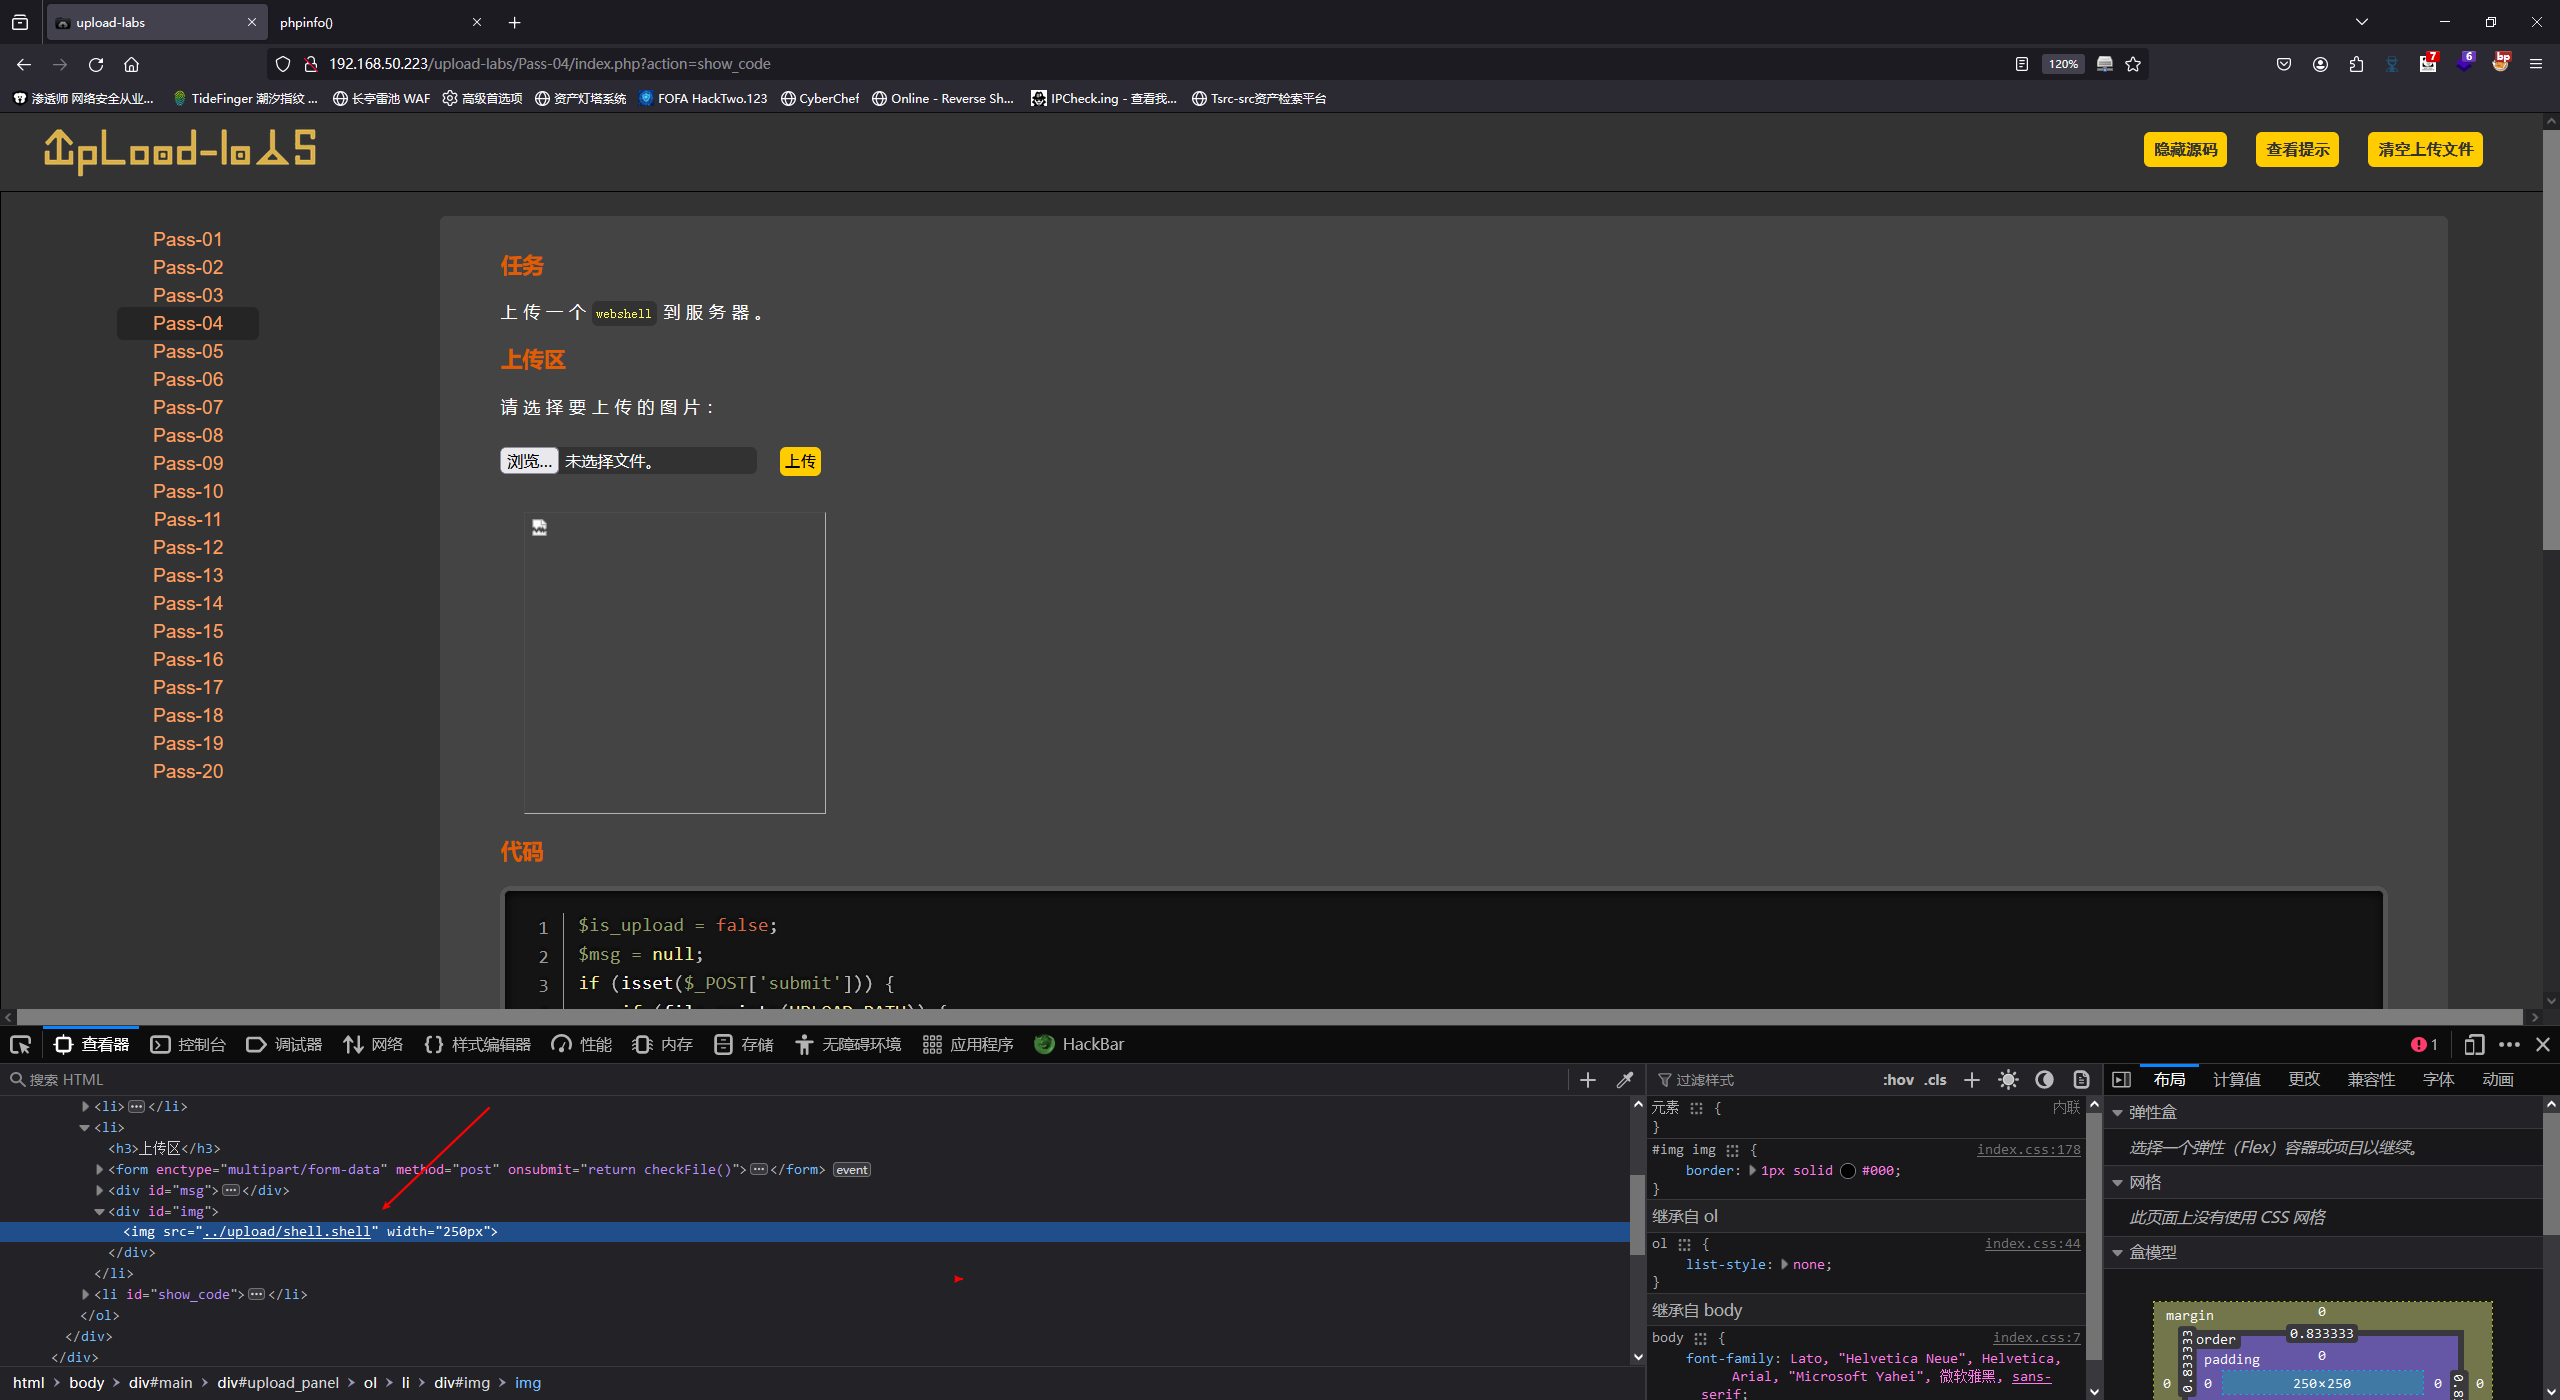 upload-labs
phpinfo()
192.168.50.223/upload-labs/Pass-04/index.php?action=show_code
120%
7
6
bp
渗透师 网络安全从业...
TideFinger 潮汐指纹 ...
长亭雷池 WAF
高级首选项
资产灯塔系统
FOFA HackTwo.123
CyberChef
Online - Reverse Sh...
IPCheck.ing - 查看我...
Tsrc-src资产检索平台
UpLoad-labS
隐藏源码
查看提示
清空上传文件
Pass-01
Pass-02
Pass-03
Pass-04
Pass-05
Pass-06
Pass-07
Pass-08
Pass-09
Pass-10
Pass-11
Pass-12
Pass-13
Pass-14
Pass-15
Pass-16
Pass-17
Pass-18
Pass-19
Pass-20
任务
上传一个 webshell 到服务器。
上传区
请选择要上传的图片：
浏览... 未选择文件。 上传
代码
1 $is_upload = false;
2 $msg = null;
3 if (isset($_POST['submit'])) {
查看器
控制台
调试器
网络
样式编辑器
性能
内存
存储
无障碍环境
应用程序
HackBar
1
搜索 HTML
<li>···</li>
<li>
<h3>上传区</h3>
<form enctype="multipart/form-data" method="post" onsubmit="return checkFile()">···</form> event
<div id="msg">···</div>
<div id="img">
<img src="../upload/shell.shell" width="250px">
</div>
</li>
<li id="show_code">···</li>
</ol>
</div>
</div>
html > body > div#main > div#upload_panel > ol > li > div#img > img
过滤样式
:hov .cls
元素 { 内联
}
#img img { index.css:178
border: 1px solid #000;
}
继承自 ol
ol { index.css:44
list-style: none;
}
继承自 body
body { index.css:7
font-family: Lato, "Helvetica Neue", Helvetica,
Arial, "Microsoft Yahei", 微软雅黑, sans-
serif;
布局
计算值
更改
兼容性
字体
动画
弹性盒
选择一个弹性（Flex）容器或项目以继续。
网格
此页面上没有使用 CSS 网格
盒模型
margin 0
order 0.833333
padding 0
0 0 250×250 0 0